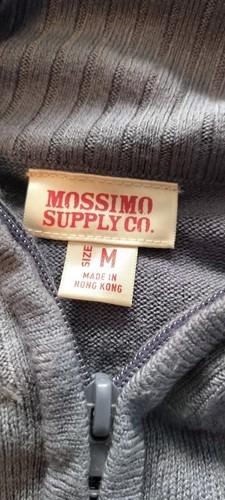 MOSSIMO
SUPPLY CO.
SIZE M
MADE IN
HONG KONG